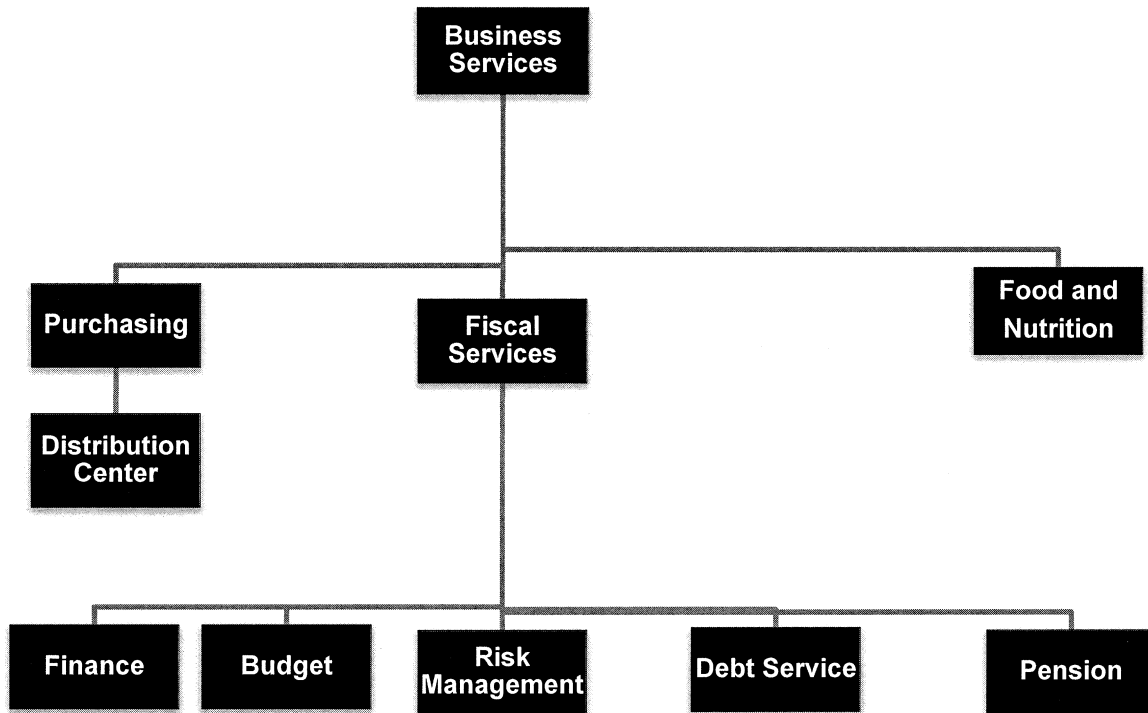 Business
Services
Purchasing
Fiscal
Services
Food and
Nutrition
Distribution
Center
Finance
Budget
Risk
Management
Debt Service
Pension